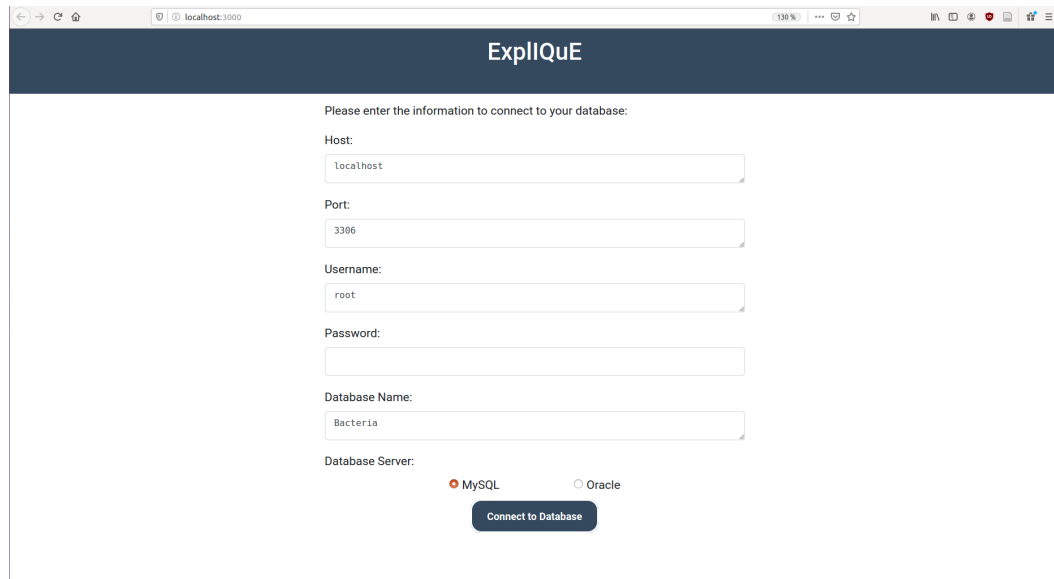 localhost:3000
130%
ExplIQuE
Please enter the information to connect to your database:
Host:
localhost
Port:
3306
Username:
root
Password:
Database Name:
Bacteria
Database Server:
MySQL Oracle
Connect to Database